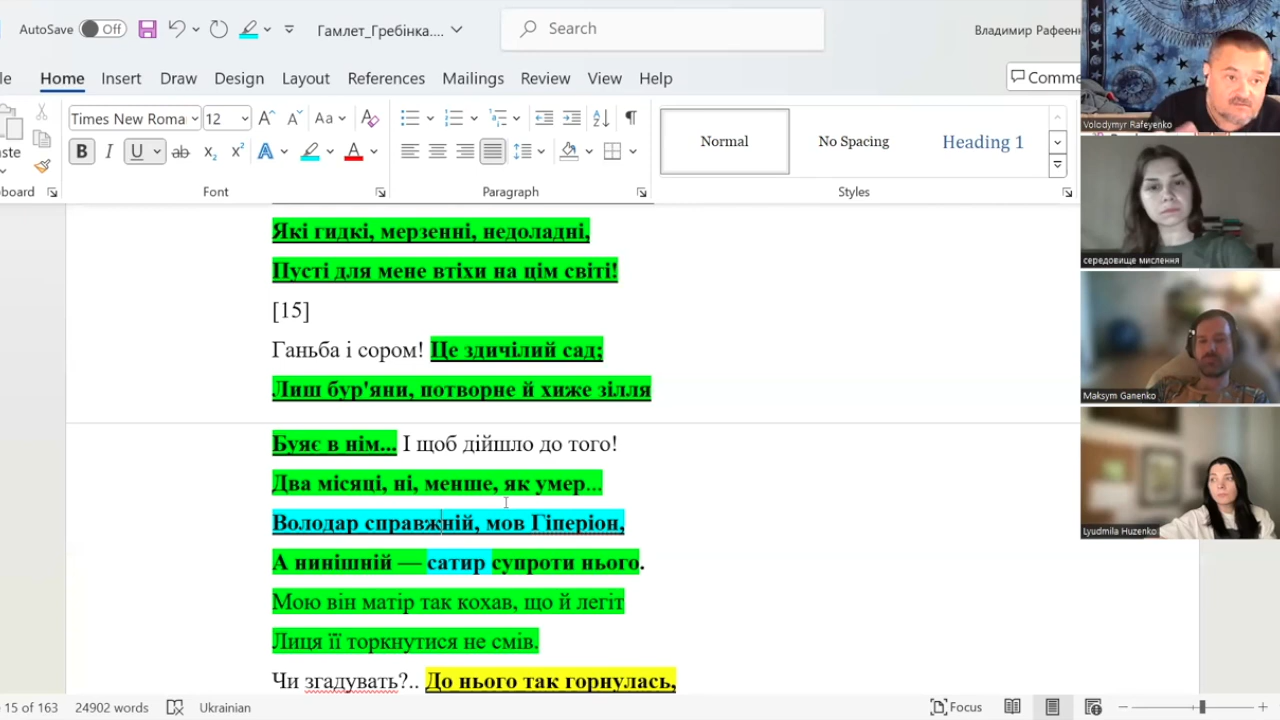 AutoSave Off Гамлет_Гребінка.... Search Владимир Рафеенк
le Home Insert Draw Design Layout References Mailings Review View Help Comme
Times New Roma 12 Aa Normal No Spacing Heading 1
aste
board Font Paragraph Styles
Які гидкі, мерзенні, недоладні,
Пусті для мене втіхи на цім світі!
[15]
Ганьба і сором! Це здичілий сад;
Лиш бур'яни, потворне й хиже зілля
Буяє в нім... І щоб дійшло до того!
Два місяці, ні, менше, як умер...
Володар справжній, мов Гіперіон,
А нинішній — сатир супроти нього.
Мою він матір так кохав, що й легіт
Лиця її торкнутися не смів.
Чи згадувать?.. До нього так горнулась,
15 of 163 24902 words Ukrainian Focus
Volodymyr Rafeyenko
середовище мислення
Maksym Ganenko
Lyudmila Huzenko